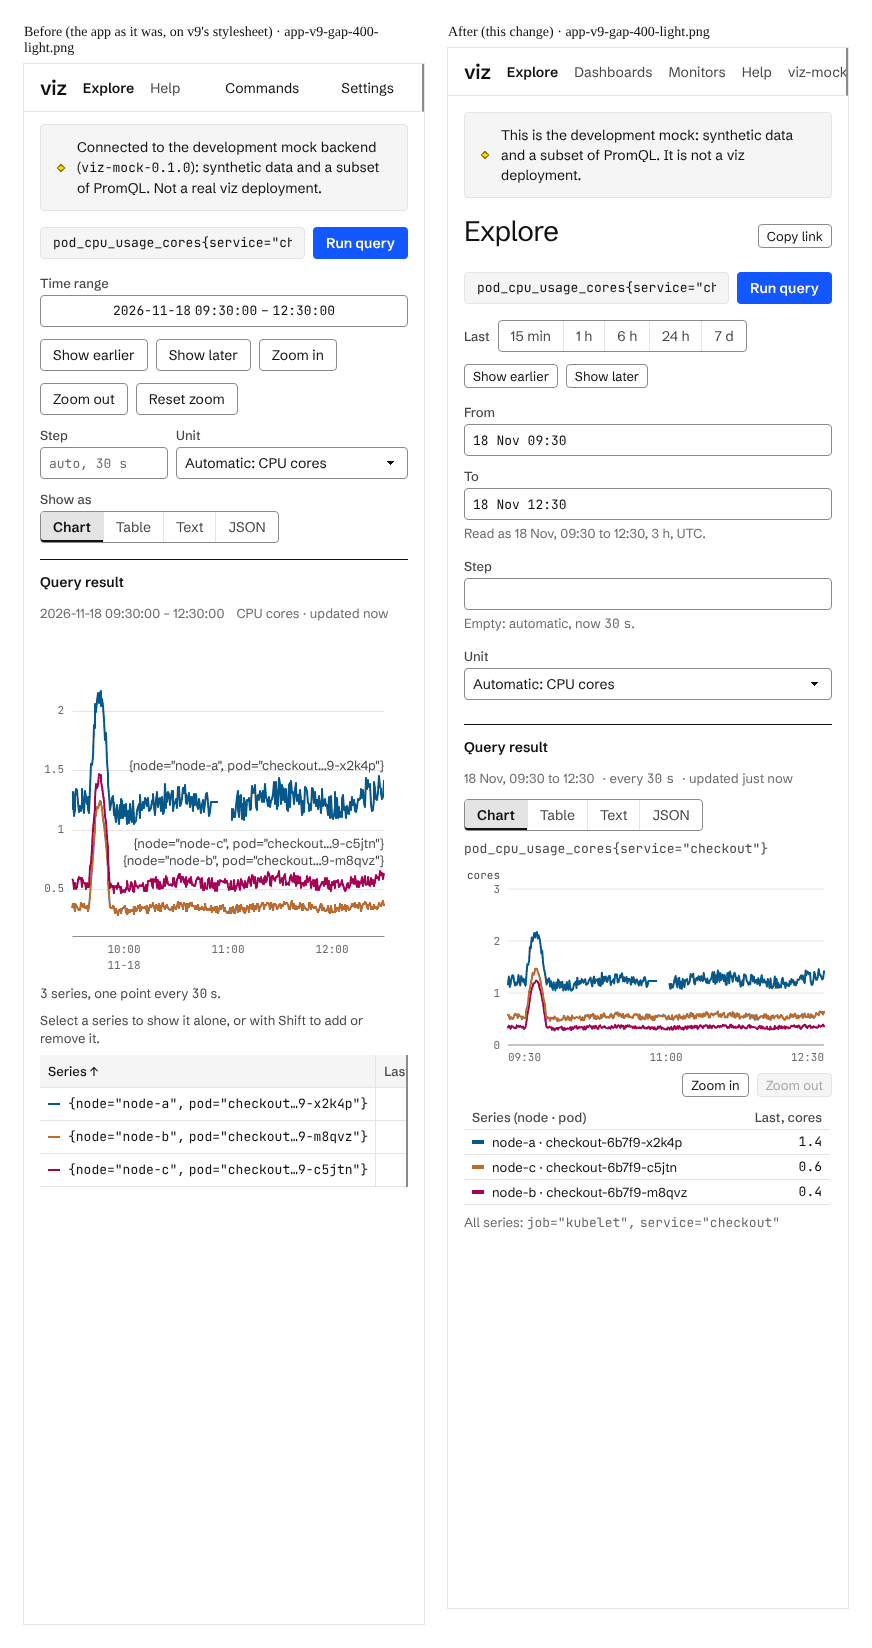 Before (the app as it was, on v9's stylesheet) · app-v9-gap-400-
light.png
viz Explore Help Commands Settings
Connected to the development mock backend
(viz-mock-0.1.0): synthetic data and a subset
of PromQL. Not a real viz deployment.
pod_cpu_usage_cores{service="ch
Run query
Time range
2026-11-18 09:30:00 – 12:30:00
Show earlier Show later Zoom in
Zoom out Reset zoom
Step Unit
auto, 30 s Automatic: CPU cores
Show as
Chart Table Text JSON
Query result
2026-11-18 09:30:00 – 12:30:00 CPU cores · updated now
2
{node="node-a", pod="checkout…9-x2k4p"}
1.5
1
{node="node-c", pod="checkout…9-c5jtn"}
{node="node-b", pod="checkout…9-m8qvz"}
0.5
10:00 11:00 12:00
11-18
3 series, one point every 30 s.
Select a series to show it alone, or with Shift to add or
remove it.
Series ↑ Las
{node="node-a", pod="checkout…9-x2k4p"}
{node="node-b", pod="checkout…9-m8qvz"}
{node="node-c", pod="checkout…9-c5jtn"}
After (this change) · app-v9-gap-400-light.png
viz Explore Dashboards Monitors Help viz-mock
This is the development mock: synthetic data
and a subset of PromQL. It is not a viz
deployment.
Explore
Copy link
pod_cpu_usage_cores{service="ch
Run query
Last 15 min 1 h 6 h 24 h 7 d
Show earlier Show later
From
18 Nov 09:30
To
18 Nov 12:30
Read as 18 Nov, 09:30 to 12:30, 3 h, UTC.
Step
Empty: automatic, now 30 s.
Unit
Automatic: CPU cores
Query result
18 Nov, 09:30 to 12:30 · every 30 s · updated just now
Chart Table Text JSON
pod_cpu_usage_cores{service="checkout"}
cores
3
2
1
0
09:30 11:00 12:30
Zoom in Zoom out
Series (node · pod) Last, cores
node-a · checkout-6b7f9-x2k4p 1.4
node-c · checkout-6b7f9-c5jtn 0.6
node-b · checkout-6b7f9-m8qvz 0.4
All series: job="kubelet", service="checkout"